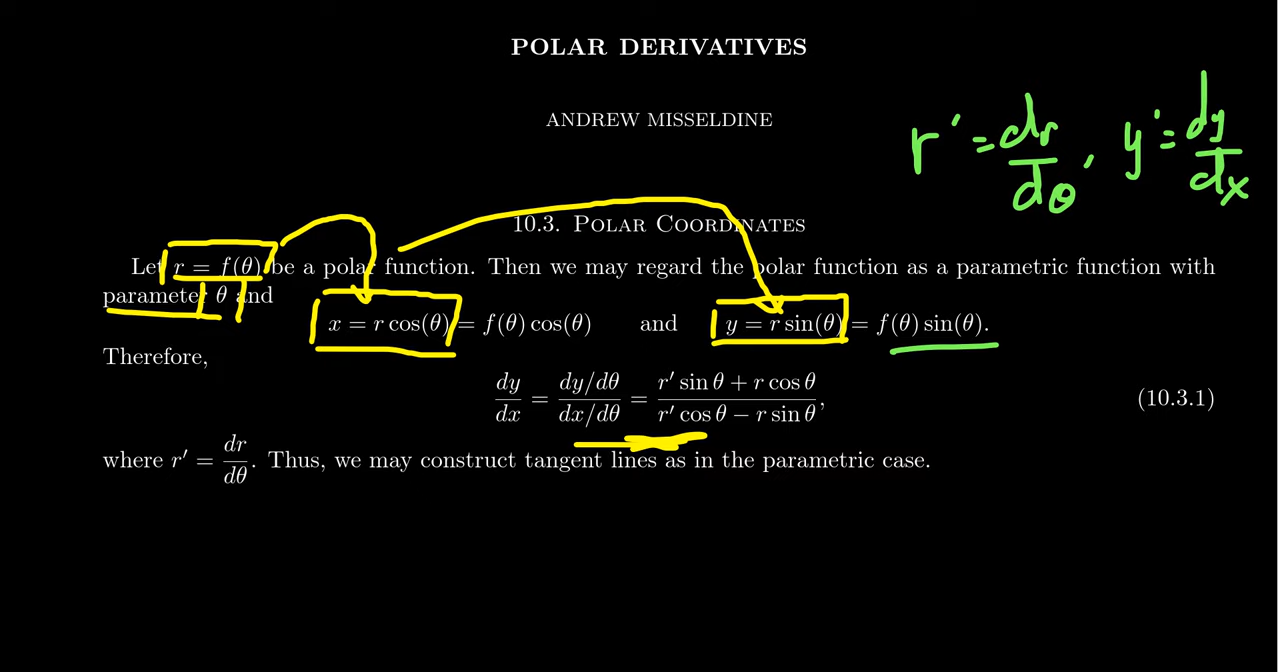 POLAR DERIVATIVES
ANDREW MISSELDINE
r' = dr/dθ, y' = dy/dx
10.3. POLAR COORDINATES
Let r = f(θ) be a polar function. Then we may regard the polar function as a parametric function with
parameter θ and
x = r cos(θ) = f(θ) cos(θ) and y = r sin(θ) = f(θ) sin(θ).
Therefore,
dy/dx = (dy/dθ)/(dx/dθ) = (r′ sin θ + r cos θ)/(r′ cos θ − r sin θ), (10.3.1)
where r′ = dr/dθ. Thus, we may construct tangent lines as in the parametric case.